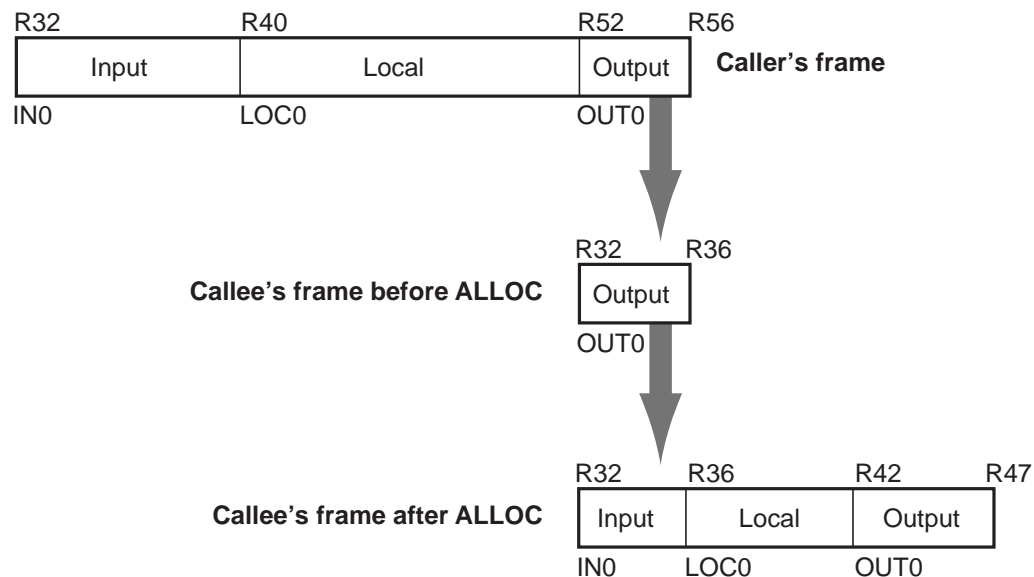 R32 R40 R52 R56
Input Local Output Caller's frame
IN0 LOC0 OUT0
R32 R36
Callee's frame before ALLOC Output
OUT0
R32 R36 R42 R47
Callee's frame after ALLOC Input Local Output
IN0 LOC0 OUT0